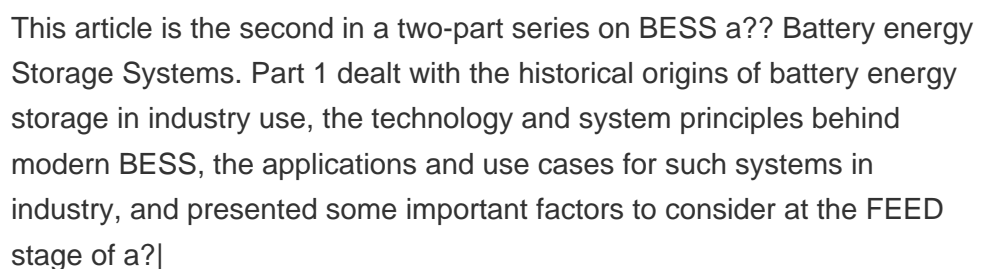 This article is the second in a two-part series on BESS a?? Battery energy
Storage Systems. Part 1 dealt with the historical origins of battery energy
storage in industry use, the technology and system principles behind
modern BESS, the applications and use cases for such systems in
industry, and presented some important factors to consider at the FEED
stage of a?|